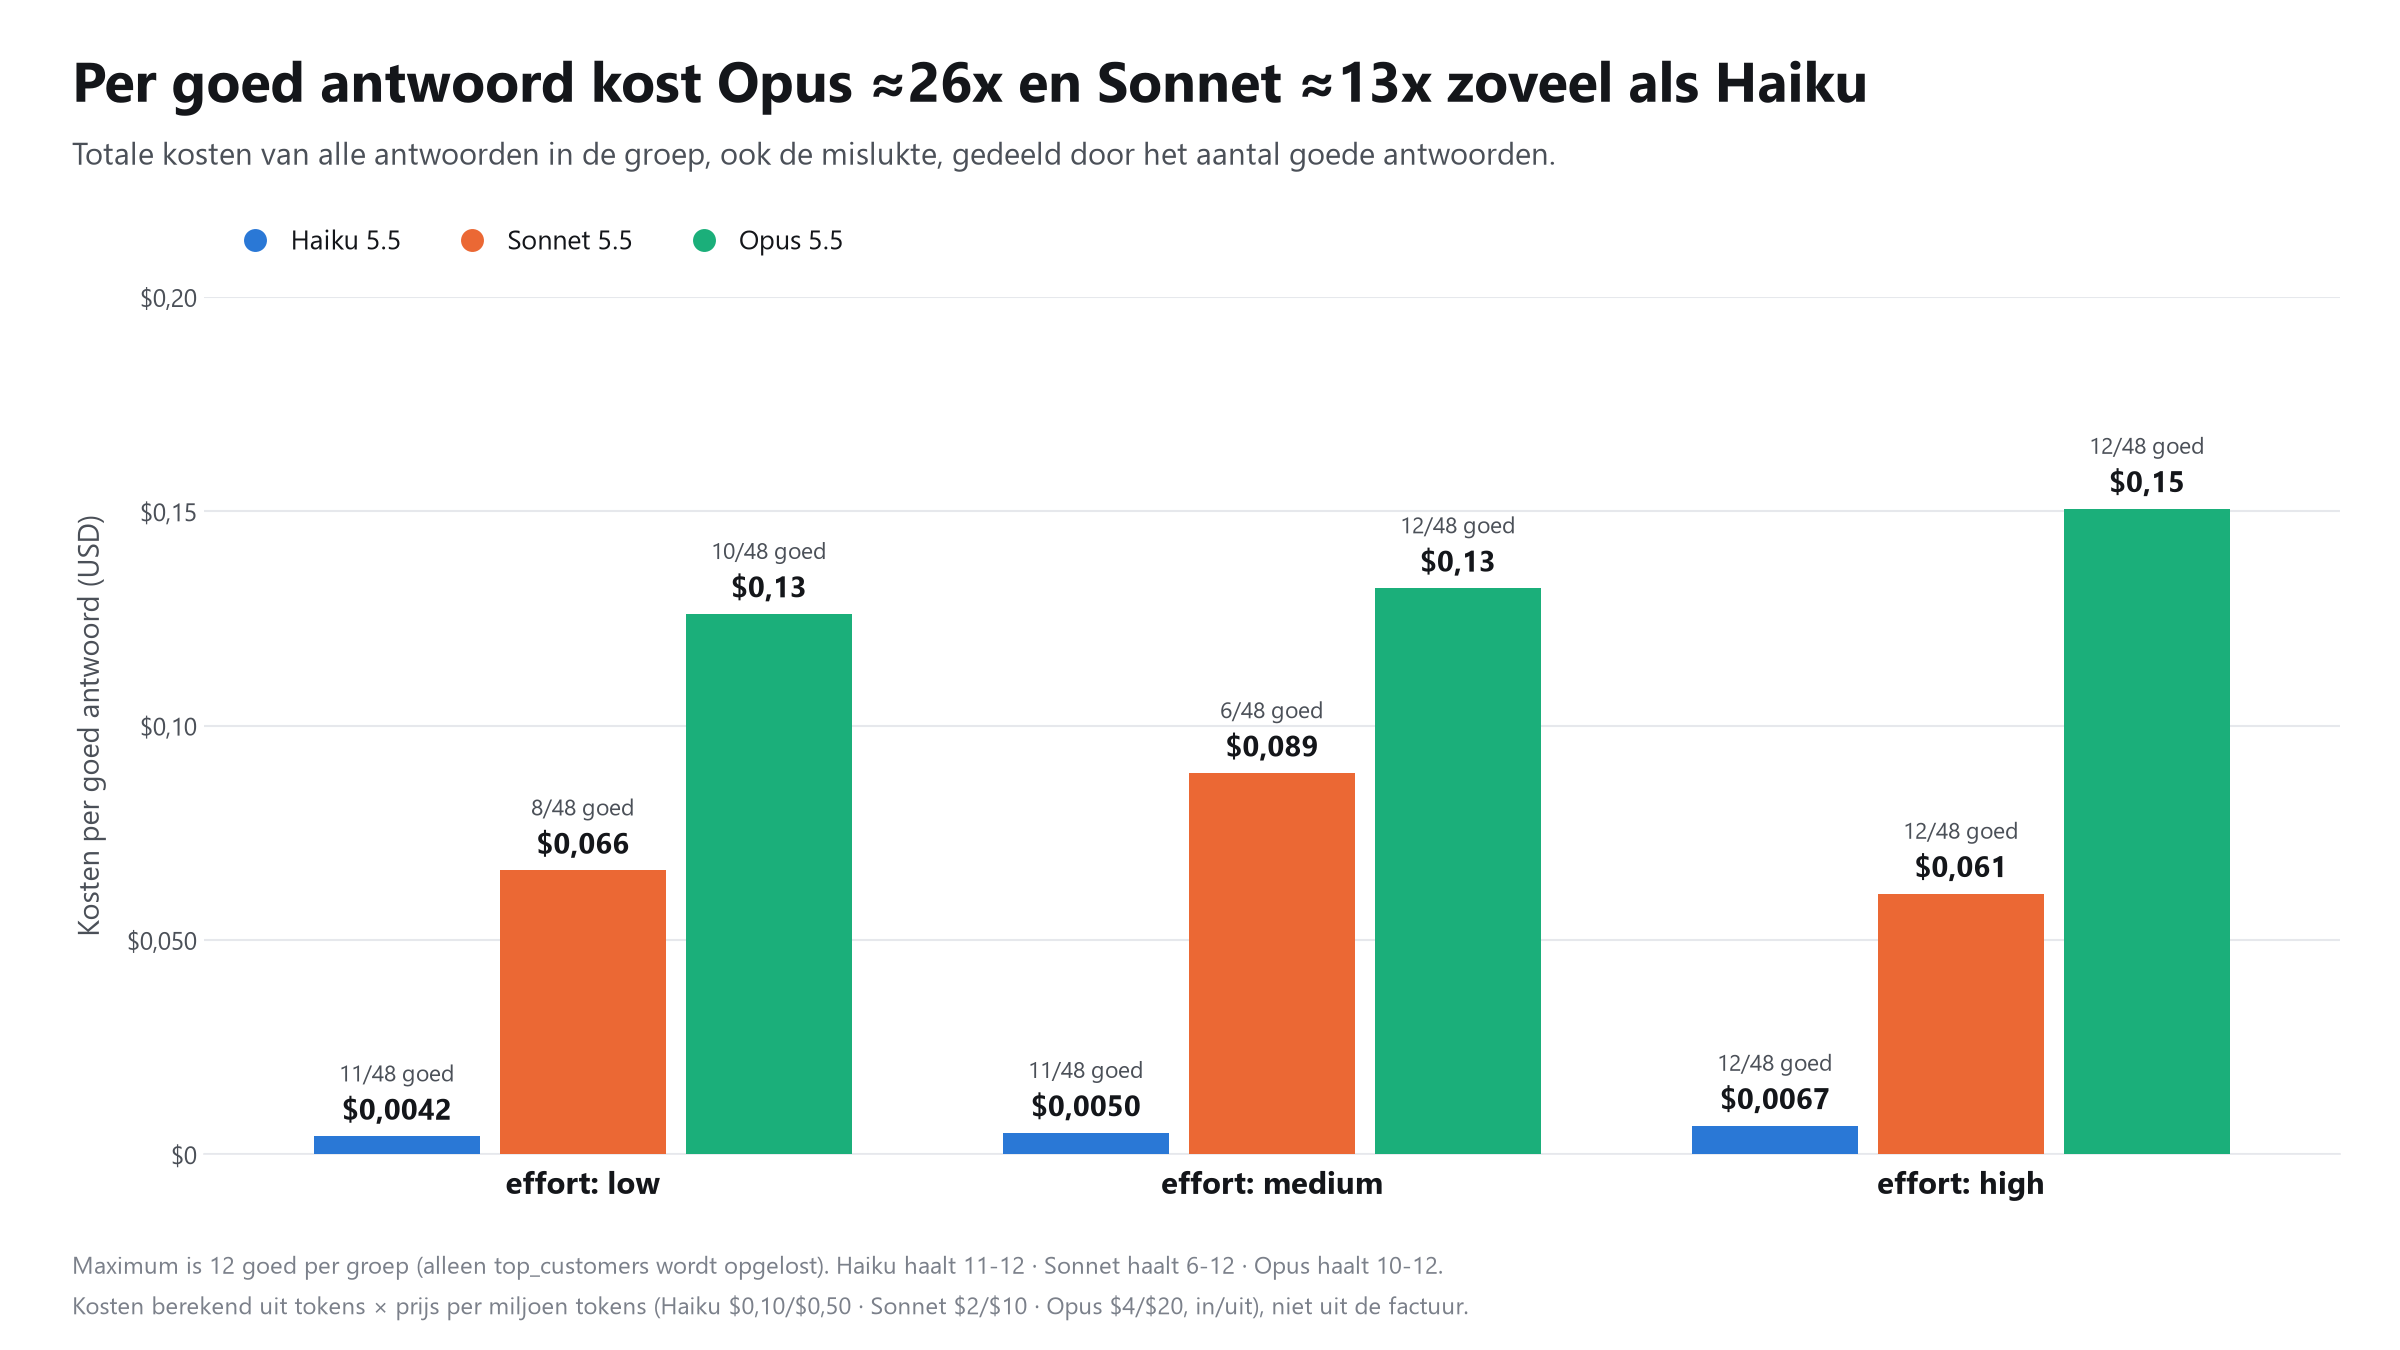 Per goed antwoord kost Opus ≈26x en Sonnet ≈13x zoveel als Haiku
Totale kosten van alle antwoorden in de groep, ook de mislukte, gedeeld door het aantal goede antwoorden.
Haiku 5.5 Sonnet 5.5 Opus 5.5
Kosten per goed antwoord (USD)
$0,20
$0,15
$0,10
$0,050
$0
11/48 goed
$0,0042
8/48 goed
$0,066
10/48 goed
$0,13
effort: low
11/48 goed
$0,0050
6/48 goed
$0,089
12/48 goed
$0,13
effort: medium
12/48 goed
$0,0067
12/48 goed
$0,061
12/48 goed
$0,15
effort: high
Maximum is 12 goed per groep (alleen top_customers wordt opgelost). Haiku haalt 11-12 · Sonnet haalt 6-12 · Opus haalt 10-12.
Kosten berekend uit tokens × prijs per miljoen tokens (Haiku $0,10/$0,50 · Sonnet $2/$10 · Opus $4/$20, in/uit), niet uit de factuur.